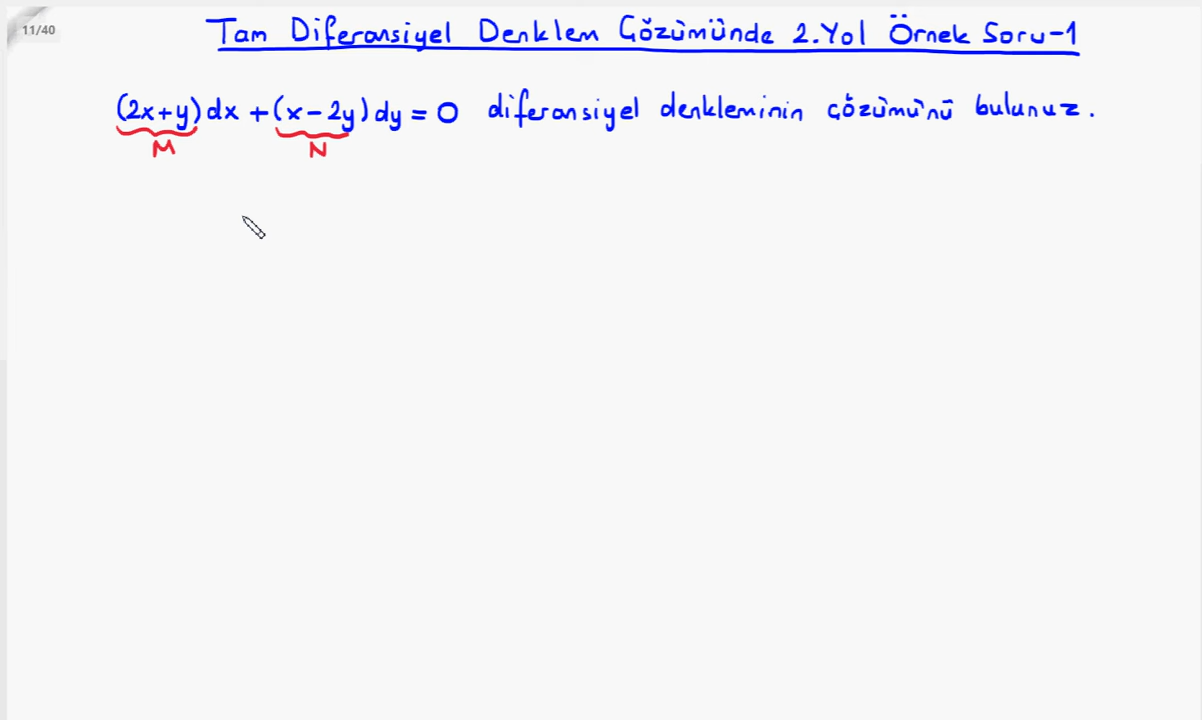 11/40
Tam Diferansiyel Denklem Çözümünde 2.Yol Örnek Soru-1
(2x+y)dx + (x-2y)dy = 0 diferansiyel denkleminin çözümünü bulunuz.
M N